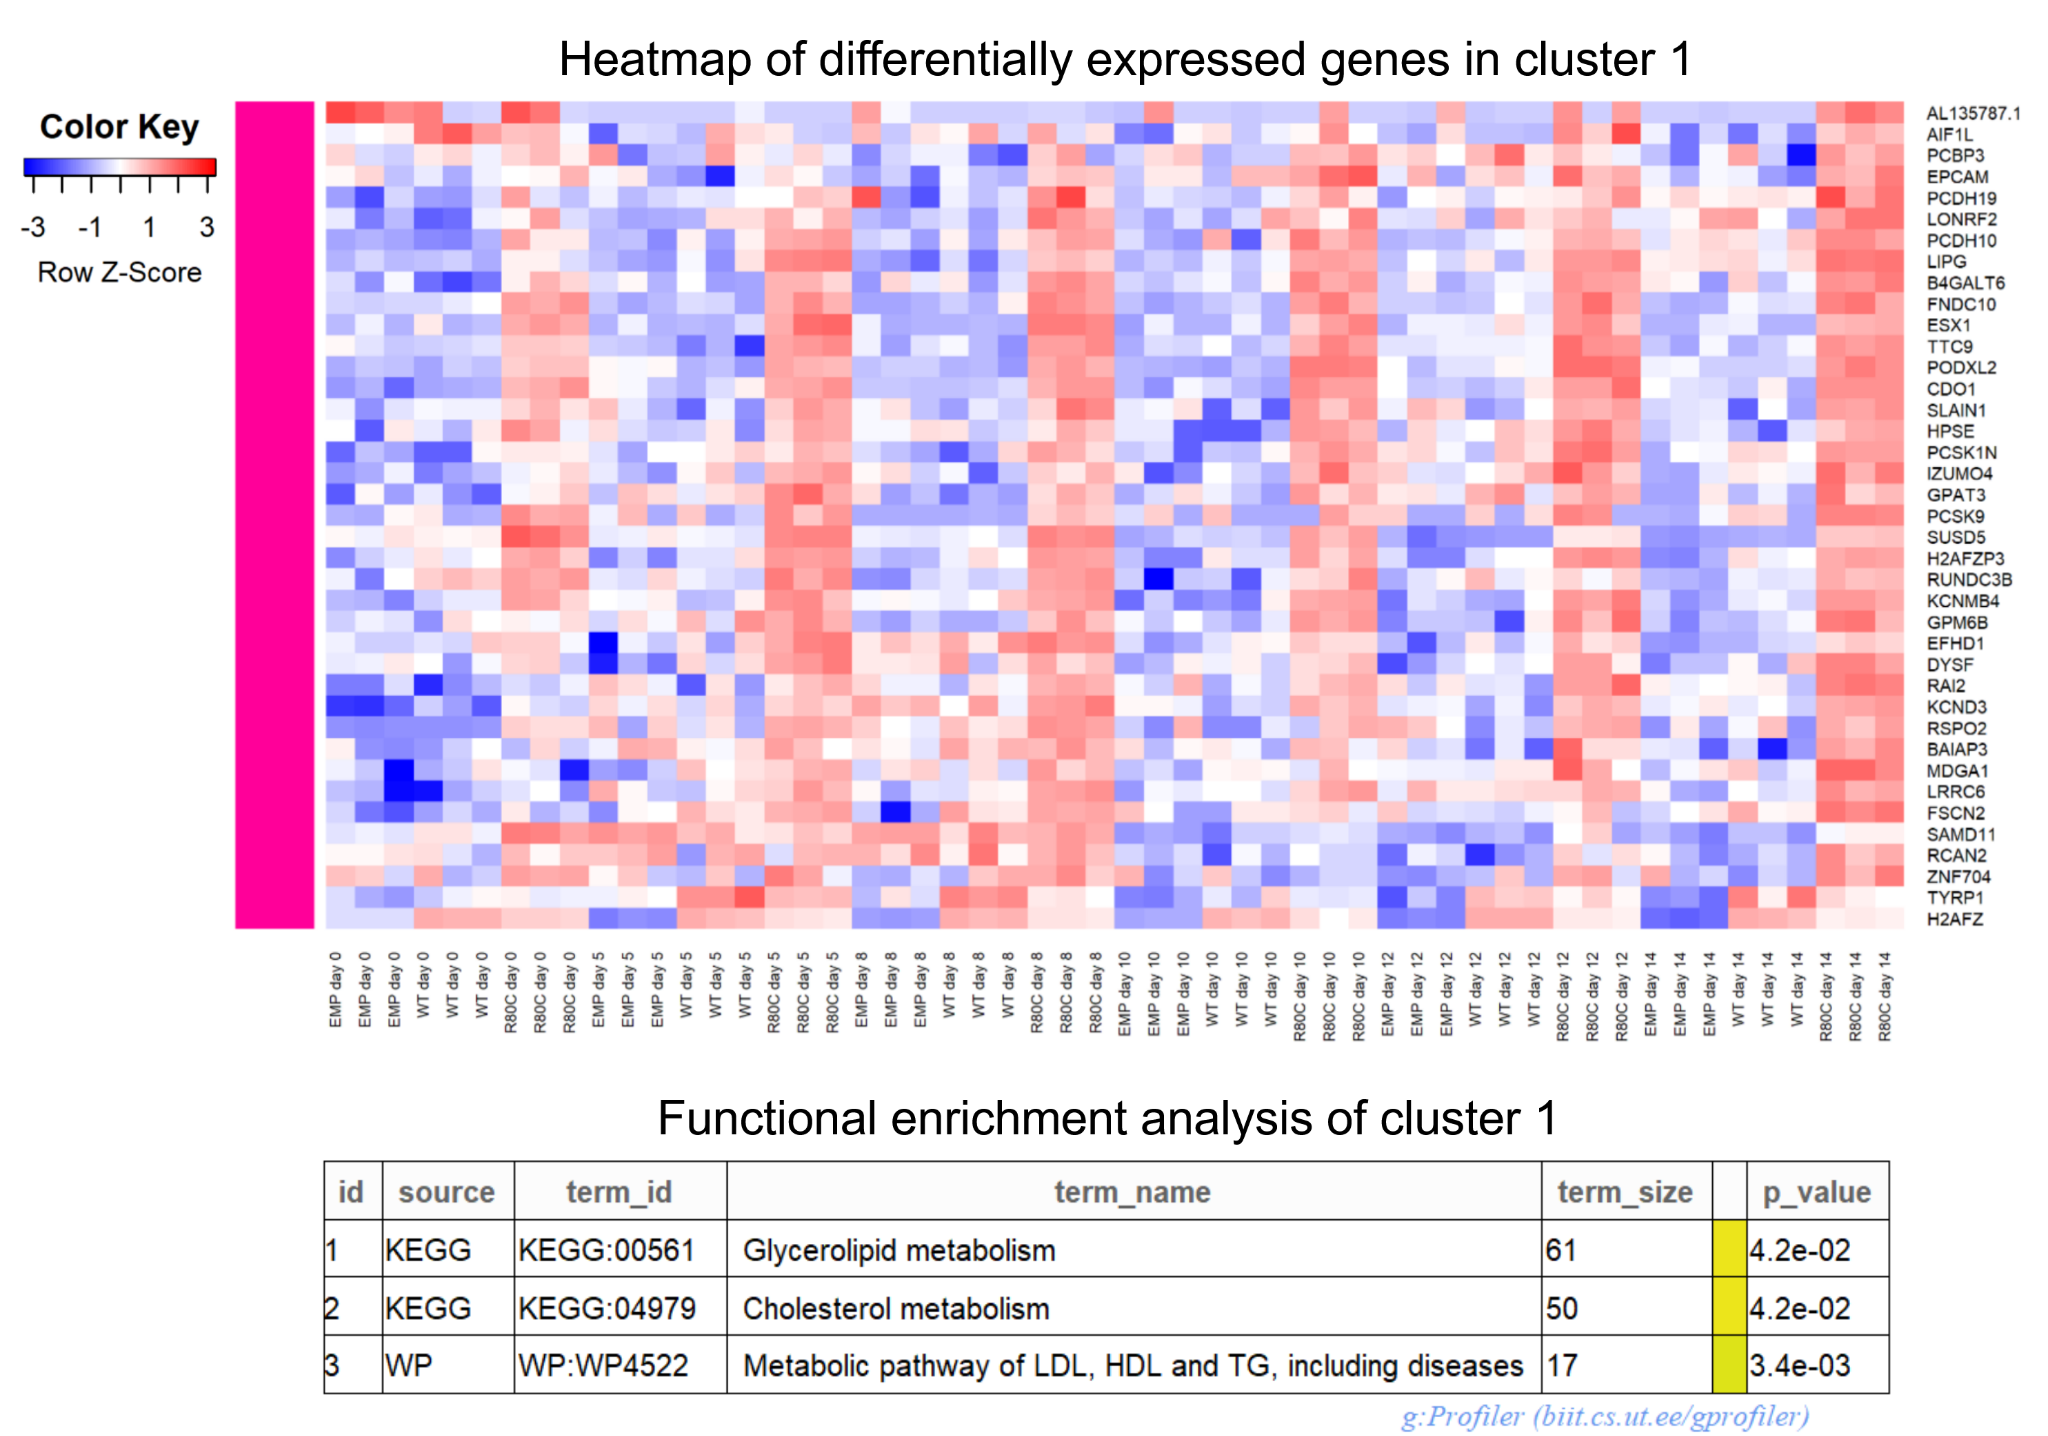 Heatmap of differentially expressed genes in cluster 1
Color Key
-3 -1 1 3
Row Z-Score
AL135787.1
AIF1L
PCBP3
EPCAM
PCDH19
LONRF2
PCDH10
LIPG
B4GALT6
FNDC10
ESX1
TTC9
PODXL2
CDO1
SLAIN1
HPSE
PCSK1N
IZUMO4
GPAT3
PCSK9
SUSD5
H2AFZP3
RUNDC3B
KCNMB4
GPM6B
EFHD1
DYSF
RAI2
KCND3
RSPO2
BAIAP3
MDGA1
LRRC6
FSCN2
SAMD11
RCAN2
ZNF704
TYRP1
H2AFZ
EMP day 0
EMP day 0
EMP day 0
WT day 0
WT day 0
WT day 0
R80C day 0
R80C day 0
R80C day 0
EMP day 5
EMP day 5
EMP day 5
WT day 5
WT day 5
WT day 5
R80C day 5
R80C day 5
R80C day 5
EMP day 8
EMP day 8
EMP day 8
WT day 8
WT day 8
WT day 8
R80C day 8
R80C day 8
R80C day 8
EMP day 10
EMP day 10
EMP day 10
WT day 10
WT day 10
WT day 10
R80C day 10
R80C day 10
R80C day 10
EMP day 12
EMP day 12
EMP day 12
WT day 12
WT day 12
WT day 12
R80C day 12
R80C day 12
R80C day 12
EMP day 14
EMP day 14
EMP day 14
WT day 14
WT day 14
WT day 14
R80C day 14
R80C day 14
R80C day 14
Functional enrichment analysis of cluster 1
id source term_id term_name term_size p_value
1 KEGG KEGG:00561 Glycerolipid metabolism 61 4.2e-02
2 KEGG KEGG:04979 Cholesterol metabolism 50 4.2e-02
3 WP WP:WP4522 Metabolic pathway of LDL, HDL and TG, including diseases 17 3.4e-03
g:Profiler (biit.cs.ut.ee/gprofiler)